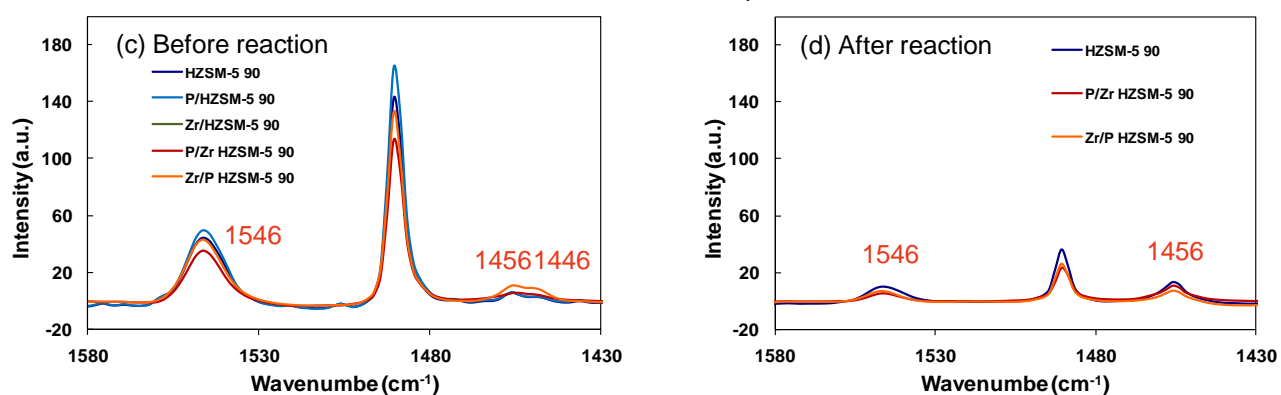 (c) Before reaction
HZSM-5 90
P/HZSM-5 90
Zr/HZSM-5 90
P/Zr HZSM-5 90
Zr/P HZSM-5 90
1546
1456 1446
Intensity (a.u.)
180
140
100
60
20
-20
1580
1530
1480
1430
Wavenumbe (cm-1)
(d) After reaction
HZSM-5 90
P/Zr HZSM-5 90
Zr/P HZSM-5 90
1546
1456
Intensity (a.u.)
180
140
100
60
20
-20
1580
1530
1480
1430
Wavenumbe (cm-1)